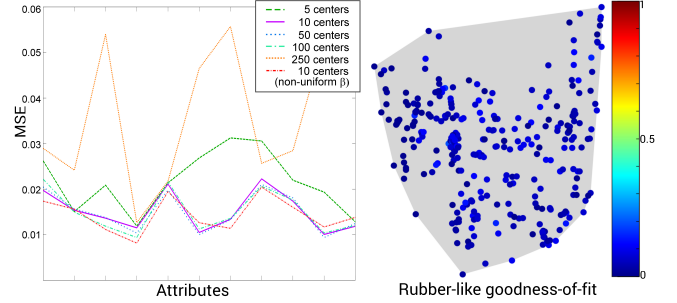 0.06
0.05
0.04
0.03
0.02
0.01
MSE
Attributes
5 centers
10 centers
50 centers
100 centers
250 centers
10 centers
(non-uniform β)
1
0.5
0
Rubber-like goodness-of-fit